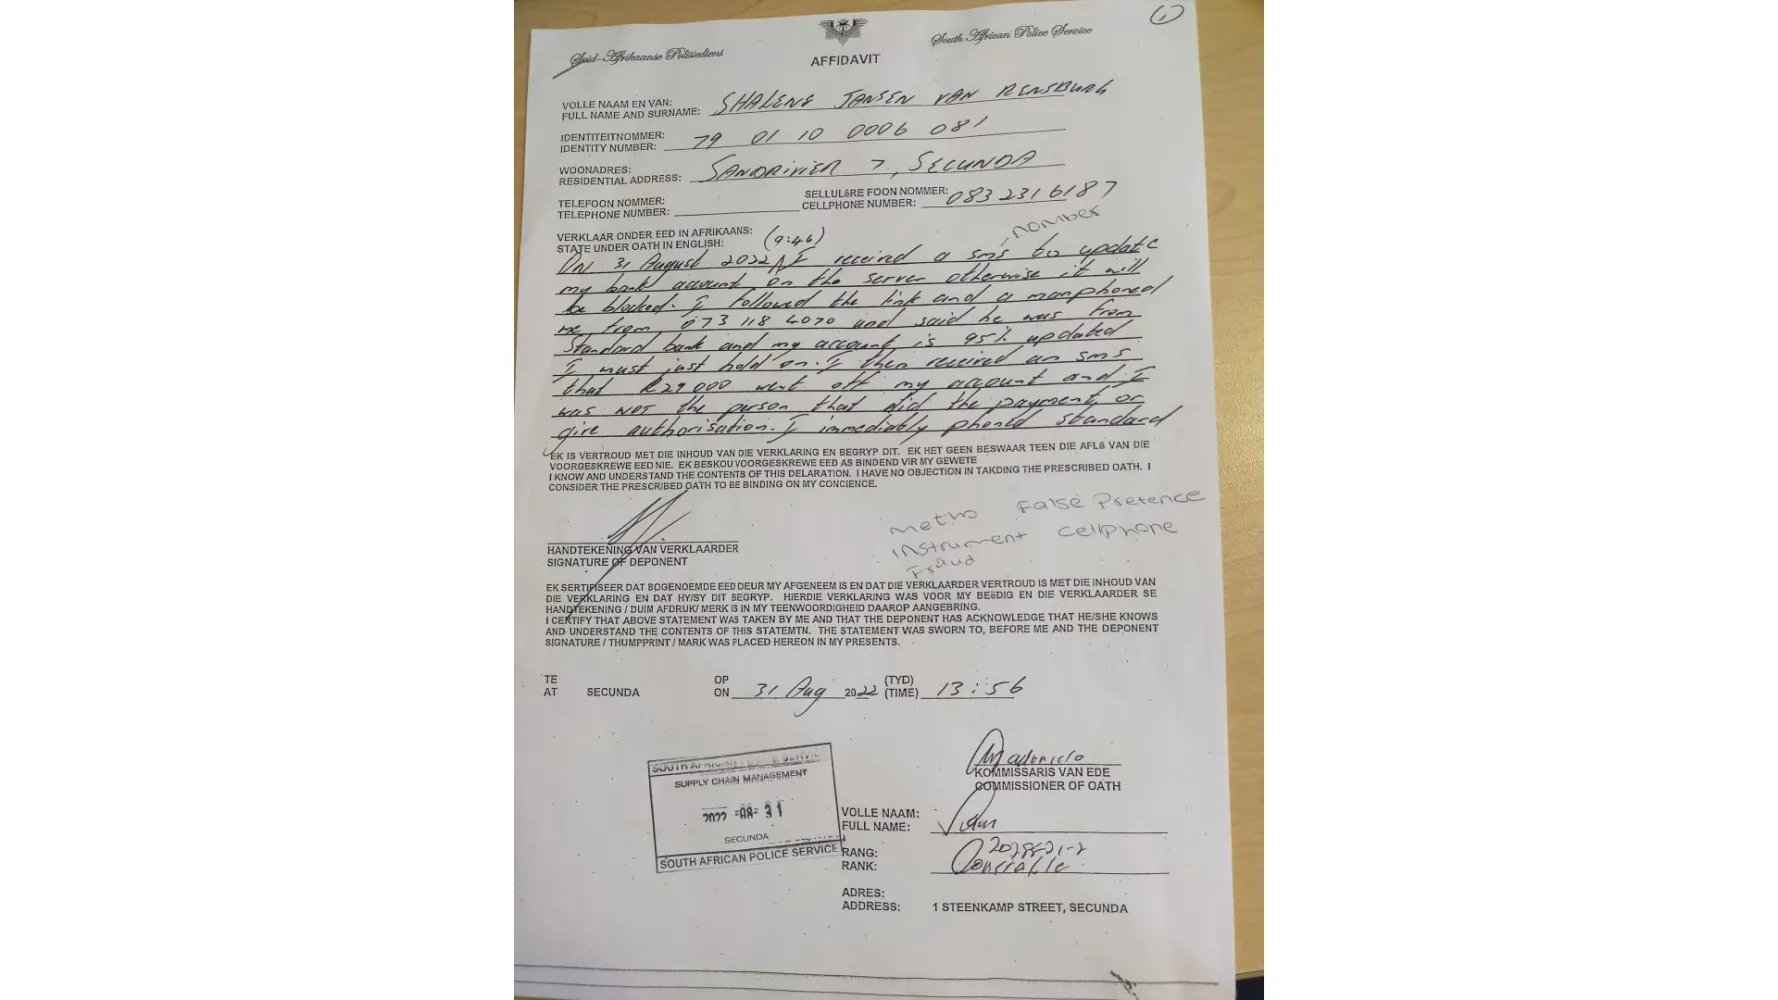 1
Suid-Afrikaanse Polisiediens
South African Police Service
AFFIDAVIT
VOLLE NAAM EN VAN:
FULL NAME AND SURNAME: SHALENE JANSEN VAN RENSBURG
IDENTITEITNOMMER:
IDENTITY NUMBER: 79 01 10 0006 081
WOONADRES:
RESIDENTIAL ADDRESS: SANDRIVIER 7, SECUNDA
TELEFOON NOMMER:
TELEPHONE NUMBER:
SELLULêRE FOON NOMMER:
CELLPHONE NUMBER: 083 231 6187
VERKLAAR ONDER EED IN AFRIKAANS:
STATE UNDER OATH IN ENGLISH: (9:46) , nomber
ON 31 August 2022 I received a sms to update
my bank account on the server otherwise it will
be blocked. I followed the link and a man phoned
me from 073 118 4070 and said he was from
Standard bank and my account is 95% updated
I must just hold on. I then received an sms
that R29 000 went off my account and I
was not the person that did the payment, or
give authorisation. I immediatly phoned standard
EK IS VERTROUD MET DIE INHOUD VAN DIE VERKLARING EN BEGRYP DIT. EK HET GEEN BESWAAR TEEN DIE AFLê VAN DIE
VOORGESKREWE EED NIE. EK BESKOU VOORGESKREWE EED AS BINDEND VIR MY GEWETE
I KNOW AND UNDERSTAND THE CONTENTS OF THIS DELARATION. I HAVE NO OBJECTION IN TAKDING THE PRESCRIBED OATH. I
CONSIDER THE PRESCRIBED OATH TO BE BINDING ON MY CONCIENCE.
metho False Pretence
instrument cellphone
Fraud
HANDTEKENING VAN VERKLAARDER
SIGNATURE OF DEPONENT
EK SERTIFISEER DAT BOGENOEMDE EED DEUR MY AFGENEEM IS EN DAT DIE VERKLAARDER VERTROUD IS MET DIE INHOUD VAN
DIE VERKLARING EN DAT HY/SY DIT BEGRYP. HIERDIE VERKLARING WAS VOOR MY BEëDIG EN DIE VERKLAARDER SE
HANDTEKENING / DUIM AFDRUK/ MERK IS IN MY TEENWOORDIGHEID DAAROP AANGEBRING.
I CERTIFY THAT ABOVE STATEMENT WAS TAKEN BY ME AND THAT THE DEPONENT HAS ACKNOWLEDGE THAT HE/SHE KNOWS
AND UNDERSTAND THE CONTENTS OF THIS STATEMTN. THE STATEMENT WAS SWORN TO, BEFORE ME AND THE DEPONENT
SIGNATURE / THUMPPRINT / MARK WAS PLACED HEREON IN MY PRESENTS.
TE OP (TYD)
AT SECUNDA ON 31 Aug 2022 (TIME) 13:56
KOMMISSARIS VAN EDE
COMMISSIONER OF OATH
SOUTH AFRICAN POLICE SERVICE
SUPPLY CHAIN MANAGEMENT
2022 -08- 31
SECUNDA
SOUTH AFRICAN POLICE SERVICE
VOLLE NAAM:
FULL NAME:
RANG:
RANK: Constable
ADRES:
ADDRESS: 1 STEENKAMP STREET, SECUNDA